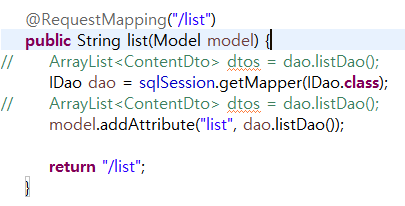 @RequestMapping("/list")
public String list(Model model) {
//      ArrayList<ContentDto> dtos = dao.listDao();
IDao dao = sqlSession.getMapper(IDao.class);
//      ArrayList<ContentDto> dtos = dao.listDao();
model.addAttribute("list", dao.listDao());
return "/list";
}